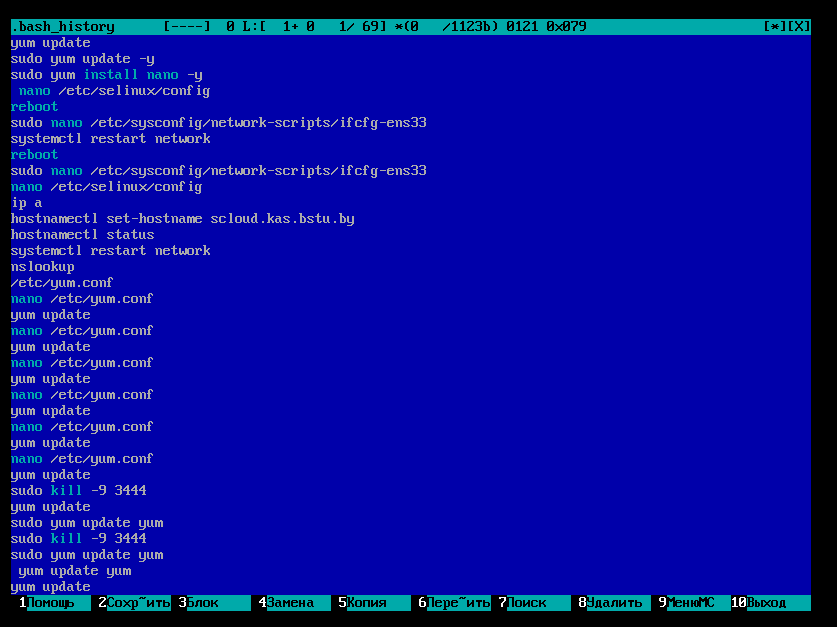 .bash_history [----] 0 L:[ 1+ 0 1/ 69] *(0 /1123b) 0121 0x079 [*][X]
yum update
sudo yum update -y
sudo yum install nano -y
nano /etc/selinux/config
reboot
sudo nano /etc/sysconfig/network-scripts/ifcfg-ens33
systemctl restart network
reboot
sudo nano /etc/sysconfig/network-scripts/ifcfg-ens33
nano /etc/selinux/config
ip a
hostnamectl set-hostname scloud.kas.bstu.by
hostnamectl status
systemctl restart network
nslookup
/etc/yum.conf
nano /etc/yum.conf
yum update
nano /etc/yum.conf
yum update
nano /etc/yum.conf
yum update
nano /etc/yum.conf
yum update
nano /etc/yum.conf
yum update
nano /etc/yum.conf
yum update
sudo kill -9 3444
yum update
sudo yum update yum
sudo kill -9 3444
sudo yum update yum
yum update yum
yum update
1Помощь 2Сохр~ить 3Блок 4Замена 5Копия 6Пере~ить 7Поиск 8Удалить 9МенюMC 10Выход